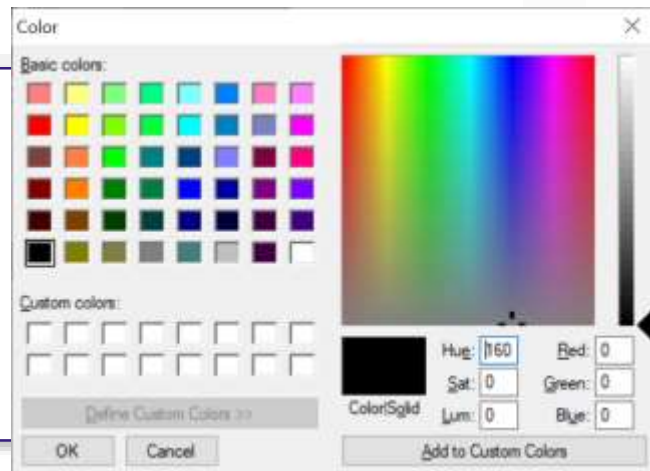 Color
Basic colors:
Custom colors:
Define Custom Colors >>
OK Cancel
Color|Solid
Hue: 160
Sat: 0
Lum: 0
Red: 0
Green: 0
Blue: 0
Add to Custom Colors